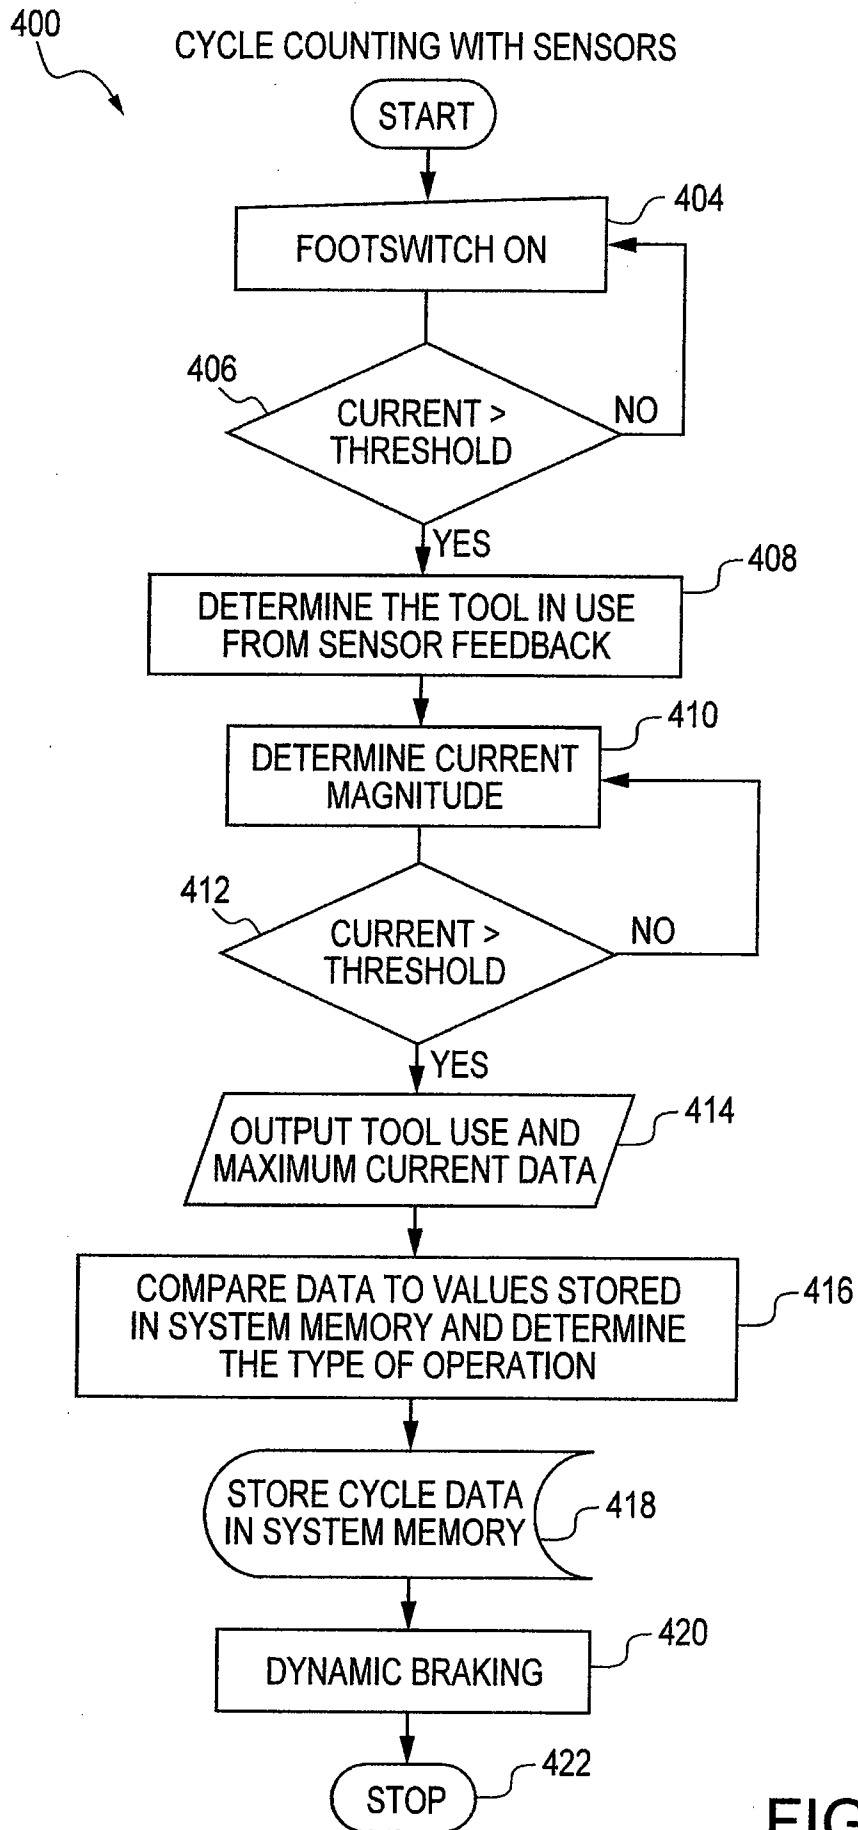 400
CYCLE COUNTING WITH SENSORS
START
404
FOOTSWITCH ON
406
CURRENT >
THRESHOLD
NO
YES
408
DETERMINE THE TOOL IN USE
FROM SENSOR FEEDBACK
410
DETERMINE CURRENT
MAGNITUDE
412
CURRENT >
THRESHOLD
NO
YES
414
OUTPUT TOOL USE AND
MAXIMUM CURRENT DATA
COMPARE DATA TO VALUES STORED
IN SYSTEM MEMORY AND DETERMINE
THE TYPE OF OPERATION
416
STORE CYCLE DATA
IN SYSTEM MEMORY
418
420
DYNAMIC BRAKING
422
STOP
FIG